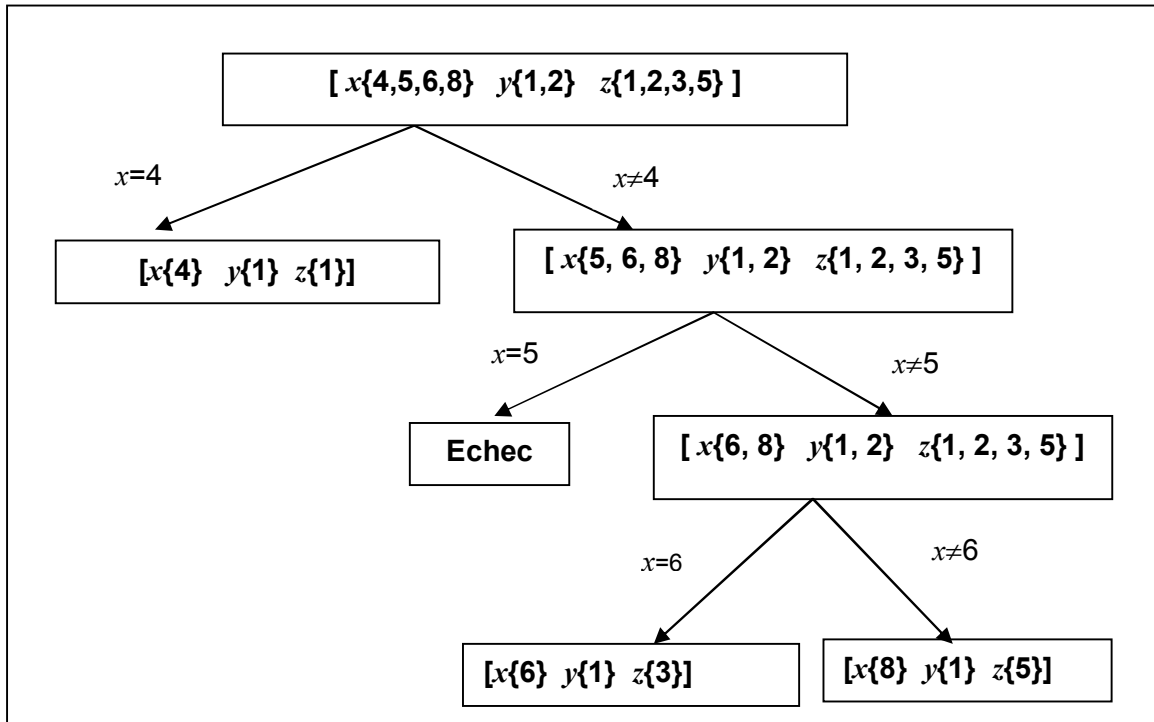 [ x{4,5,6,8} y{1,2} z{1,2,3,5} ]
x=4
x≠4
[x{4} y{1} z{1}]
[ x{5, 6, 8} y{1, 2} z{1, 2, 3, 5} ]
x=5
x≠5
Echec
[ x{6, 8} y{1, 2} z{1, 2, 3, 5} ]
x=6
x≠6
[x{6} y{1} z{3}]
[x{8} y{1} z{5}]